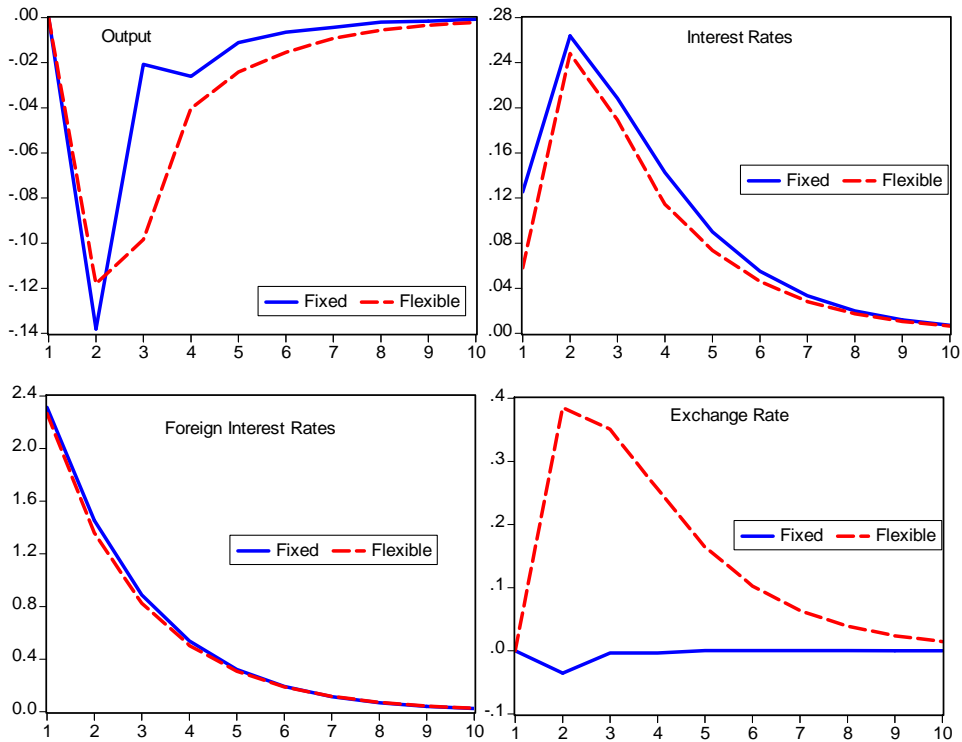 Output
.00
-.02
-.04
-.06
-.08
-.10
-.12
-.14
Fixed Flexible
1 2 3 4 5 6 7 8 9 10
Interest Rates
.28
.24
.20
.16
.12
.08
.04
.00
Fixed Flexible
1 2 3 4 5 6 7 8 9 10
Foreign Interest Rates
2.4
2.0
1.6
1.2
0.8
0.4
0.0
Fixed Flexible
1 2 3 4 5 6 7 8 9 10
Exchange Rate
.4
.3
.2
.1
.0
-.1
Fixed Flexible
1 2 3 4 5 6 7 8 9 10